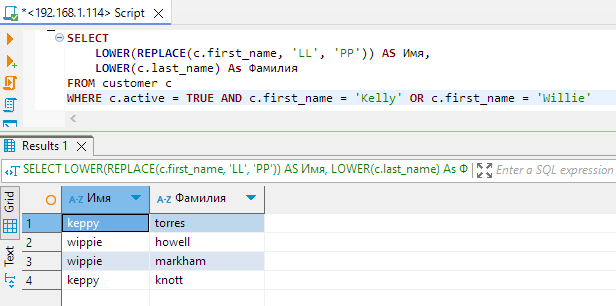 *<192.168.1.114> Script
SELECT
LOWER(REPLACE(c.first_name, 'LL', 'PP')) AS Имя,
LOWER(c.last_name) As Фамилия
FROM customer c
WHERE c.active = TRUE AND c.first_name = 'Kelly' OR c.first_name = 'Willie'
Results 1
SELECT LOWER(REPLACE(c.first_name, 'LL', 'PP')) AS Имя, LOWER(c.last_name) As Ф
Enter a SQL expression
Grid
Text
A-Z Имя A-Z Фамилия
1 keppy torres
2 wippie howell
3 wippie markham
4 keppy knott